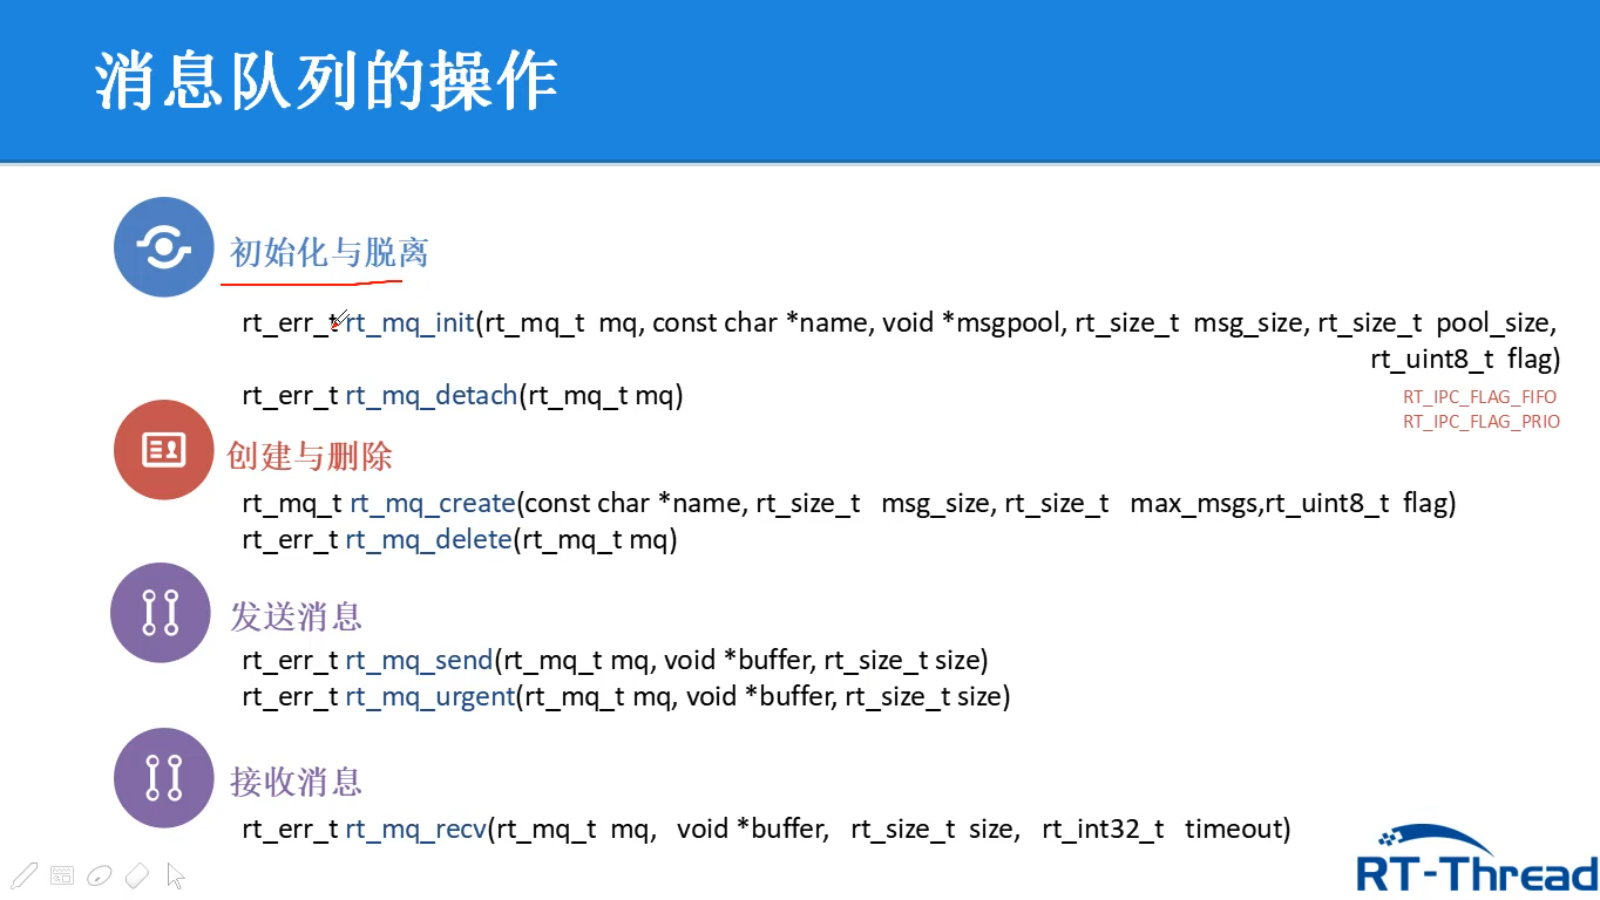 消息队列的操作
初始化与脱离
rt_err_t rt_mq_init(rt_mq_t mq, const char *name, void *msgpool, rt_size_t msg_size, rt_size_t pool_size,
rt_uint8_t flag)
rt_err_t rt_mq_detach(rt_mq_t mq)
RT_IPC_FLAG_FIFO
RT_IPC_FLAG_PRIO
创建与删除
rt_mq_t rt_mq_create(const char *name, rt_size_t msg_size, rt_size_t max_msgs,rt_uint8_t flag)
rt_err_t rt_mq_delete(rt_mq_t mq)
发送消息
rt_err_t rt_mq_send(rt_mq_t mq, void *buffer, rt_size_t size)
rt_err_t rt_mq_urgent(rt_mq_t mq, void *buffer, rt_size_t size)
接收消息
rt_err_t rt_mq_recv(rt_mq_t mq, void *buffer, rt_size_t size, rt_int32_t timeout)
RT-Thread